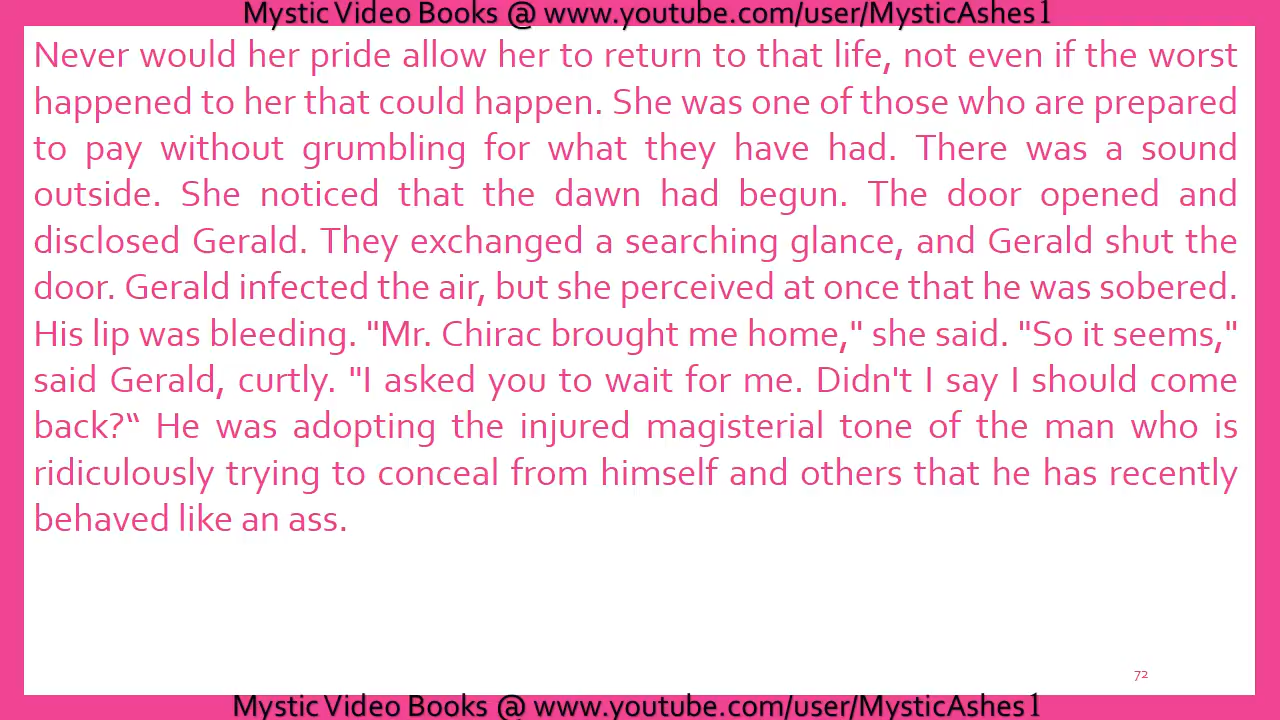 Mystic Video Books @ www.youtube.com/user/MysticAshes1
Never would her pride allow her to return to that life, not even if the worst
happened to her that could happen. She was one of those who are prepared
to pay without grumbling for what they have had. There was a sound
outside. She noticed that the dawn had begun. The door opened and
disclosed Gerald. They exchanged a searching glance, and Gerald shut the
door. Gerald infected the air, but she perceived at once that he was sobered.
His lip was bleeding. "Mr. Chirac brought me home," she said. "So it seems,"
said Gerald, curtly. "I asked you to wait for me. Didn't I say I should come
back?“ He was adopting the injured magisterial tone of the man who is
ridiculously trying to conceal from himself and others that he has recently
behaved like an ass.
72
Mystic Video Books @ www.youtube.com/user/MysticAshes1